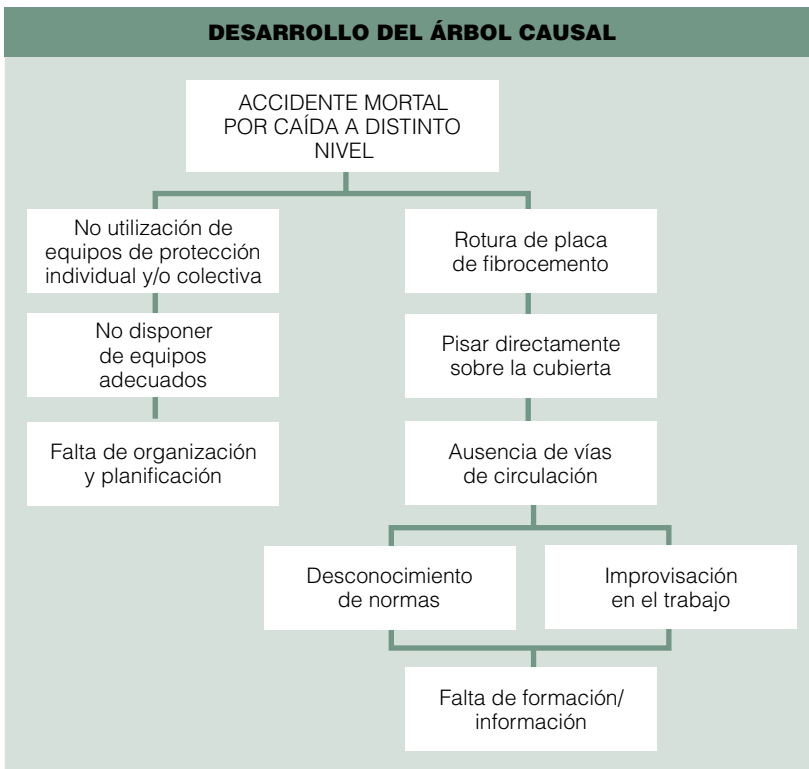 DESARROLLO DEL ÁRBOL CAUSAL
ACCIDENTE MORTAL
POR CAÍDA A DISTINTO
NIVEL
No utilización de
equipos de protección
individual y/o colectiva
Rotura de placa
de fibrocemento
No disponer
de equipos
adecuados
Pisar directamente
sobre la cubierta
Falta de organización
y planificación
Ausencia de vías
de circulación
Desconocimiento
de normas
Improvisación
en el trabajo
Falta de formación/
información